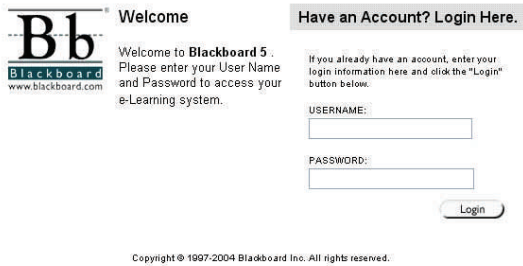 Bb
Blackboard
www.blackboard.com
Welcome
Welcome to Blackboard 5 .
Please enter your User Name
and Password to access your
e-Learning system.
Have an Account? Login Here.
If you already have an account, enter your
login information here and click the "Login"
button below.
USERNAME:
PASSWORD:
Login
Copyright © 1997-2004 Blackboard Inc. All rights reserved.